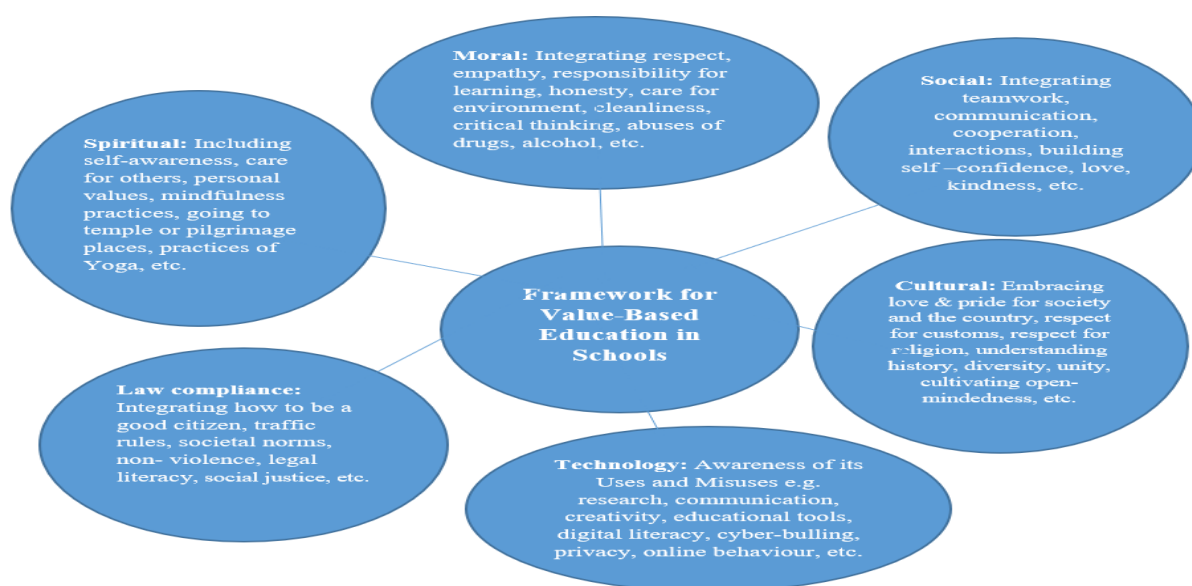 Moral: Integrating respect,
empathy, responsibility for
learning, honesty, care for
environment, cleanliness,
critical thinking, abuses of
drugs, alcohol, etc.
Social: Integrating
teamwork,
communication,
cooperation,
interactions, building
self –confidence, love,
kindness, etc.
Spiritual: Including
self-awareness, care
for others, personal
values, mindfulness
practices, going to
temple or pilgrimage
places, practices of
Yoga, etc.
Framework for
Value-Based
Education in
Schools
Cultural: Embracing
love & pride for society
and the country, respect
for customs, respect for
religion, understanding
history, diversity, unity,
cultivating open-
mindedness, etc.
Law compliance:
Integrating how to be a
good citizen, traffic
rules, societal norms,
non- violence, legal
literacy, social justice, etc.
Technology: Awareness of its
Uses and Misuses e.g.
research, communication,
creativity, educational tools,
digital literacy, cyber-bulling,
privacy, online behaviour, etc.